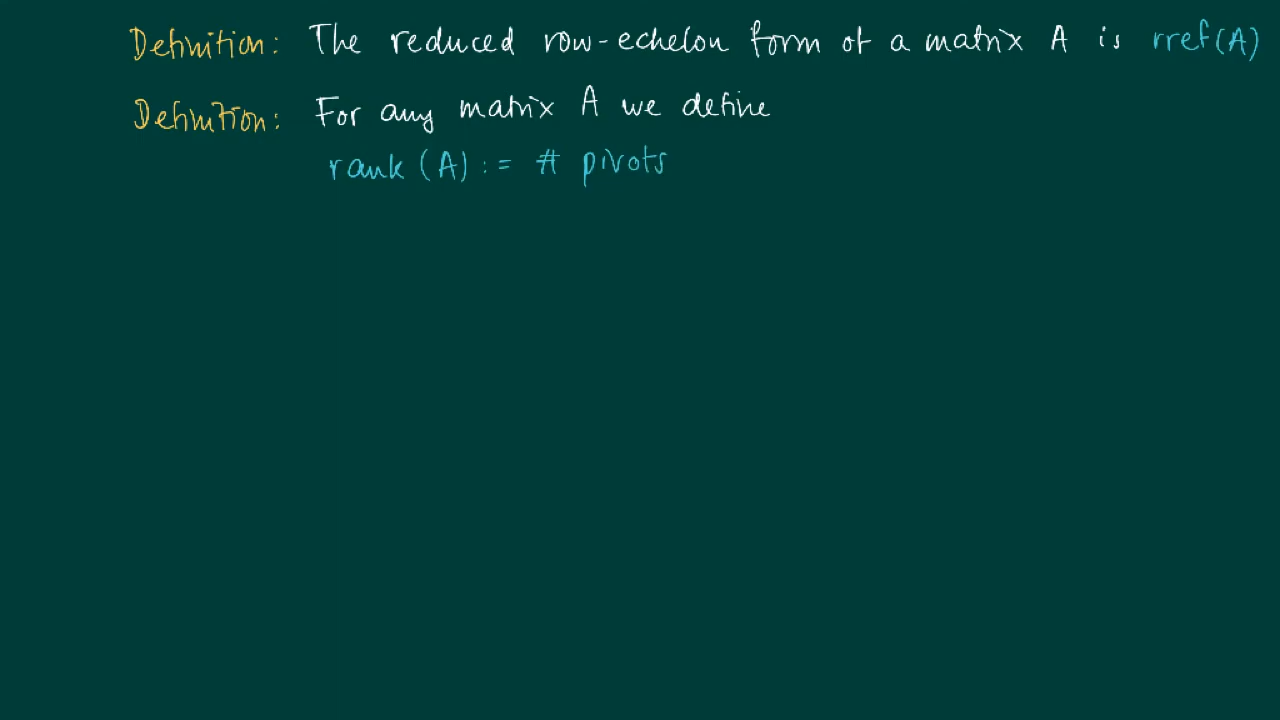 Definition: The reduced row-echelon form of a matrix A is rref(A)
Definition: For any matrix A we define
rank(A) := # pivots